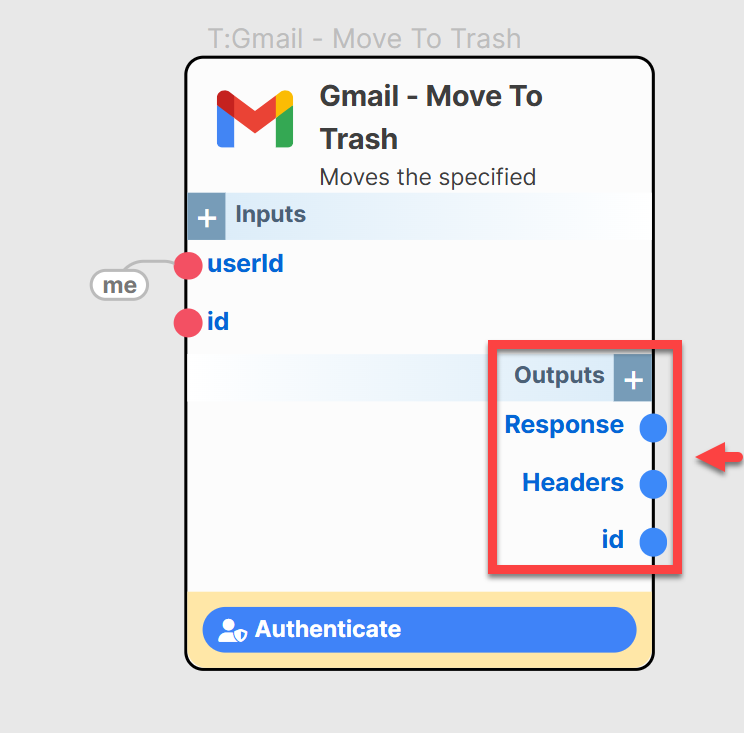 T:Gmail - Move To Trash
Gmail - Move To
Trash
Moves the specified
Inputs
userId
me
id
Outputs
Response
Headers
id
Authenticate